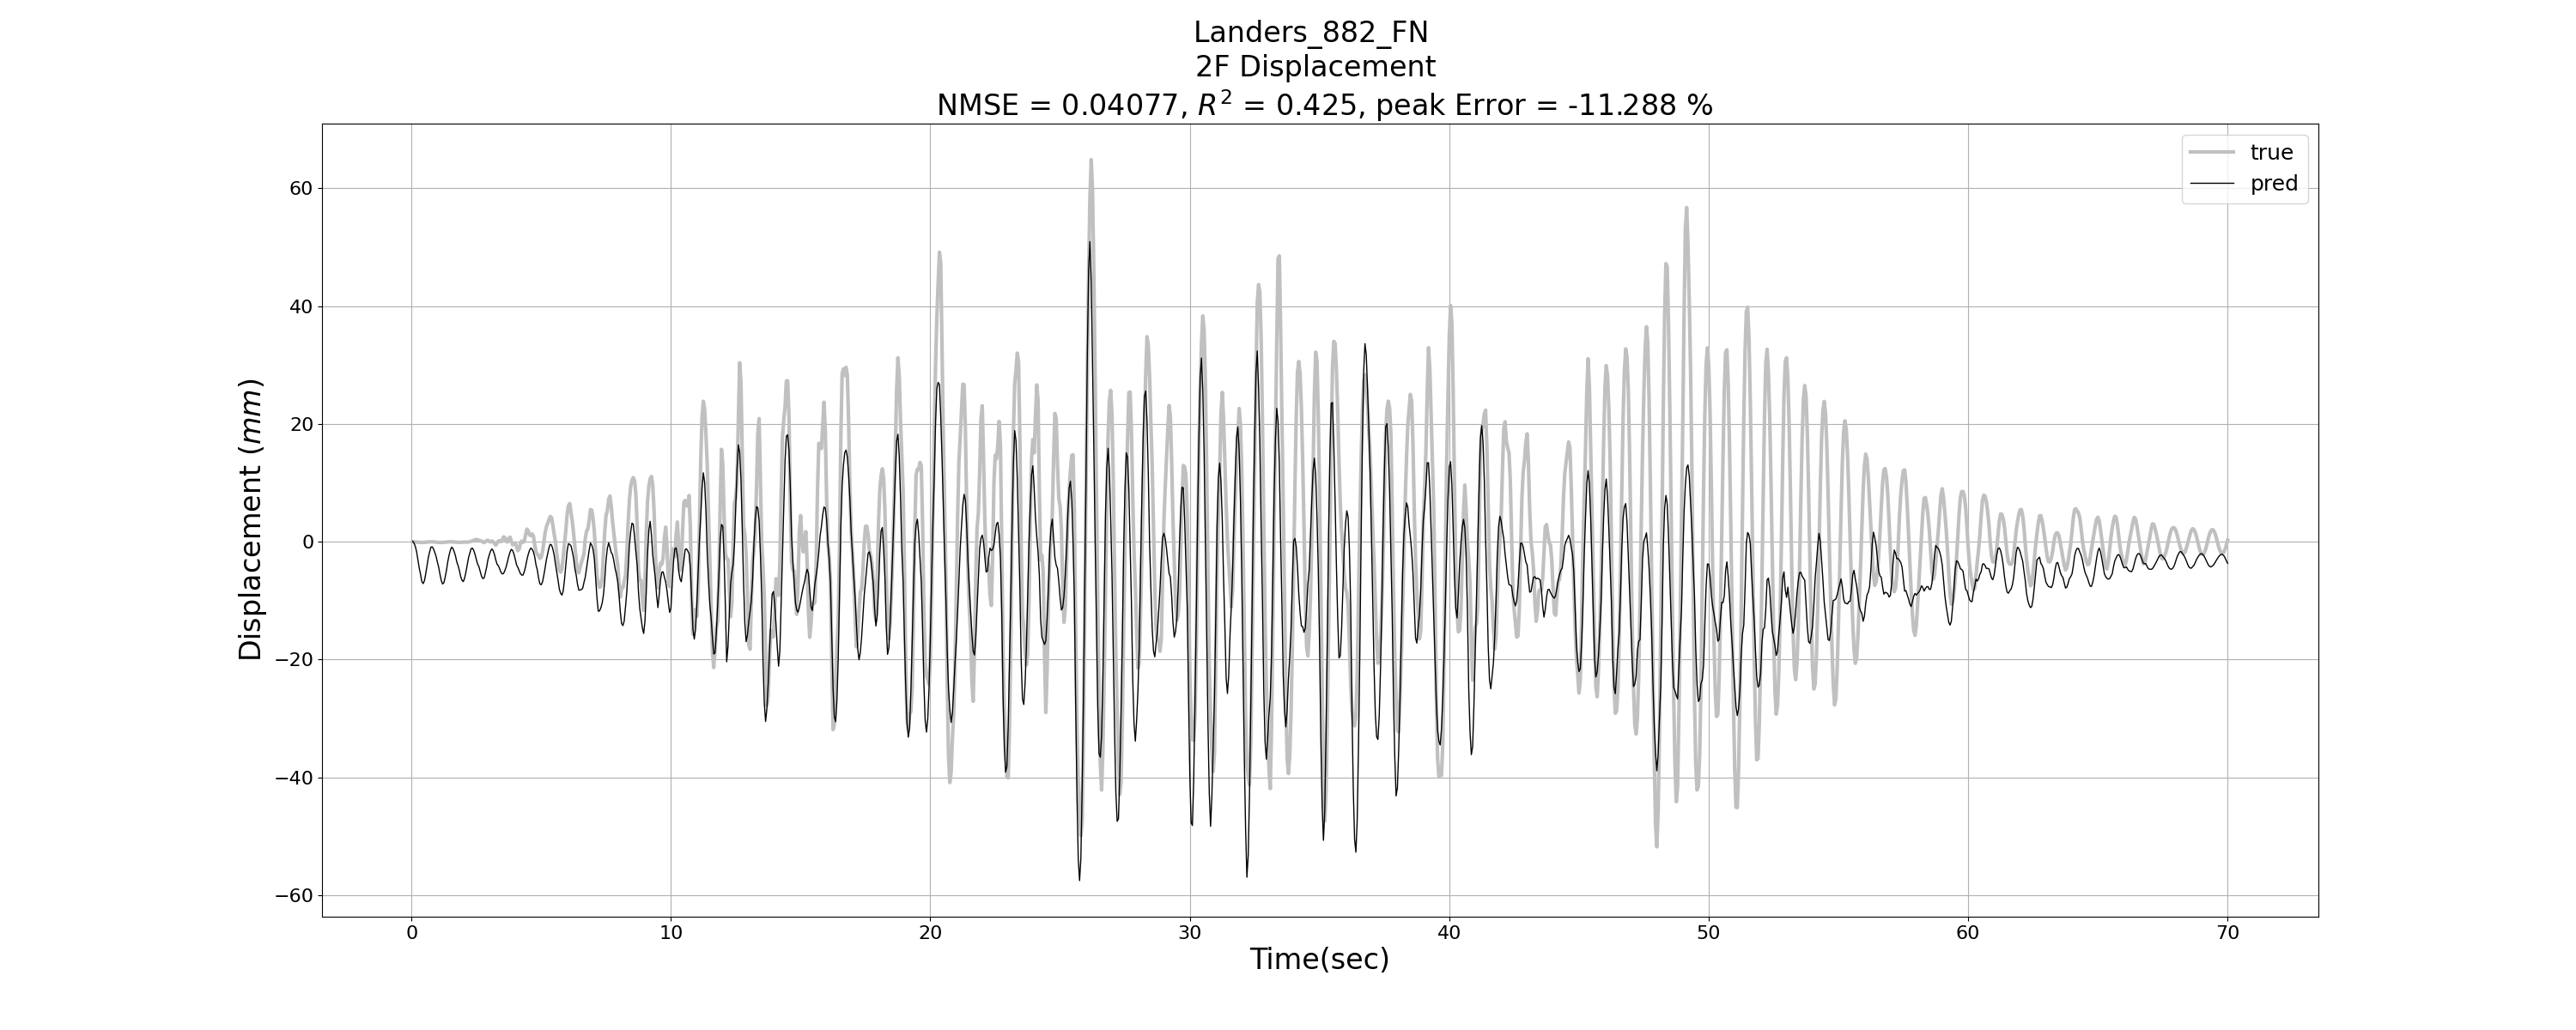 Landers_882_FN
2F Displacement
NMSE = 0.04077, R² = 0.425, peak Error = -11.288 %
true
pred
Displacement (mm)
60
40
20
0
−20
−40
−60
0 10 20 30 40 50 60 70
Time(sec)